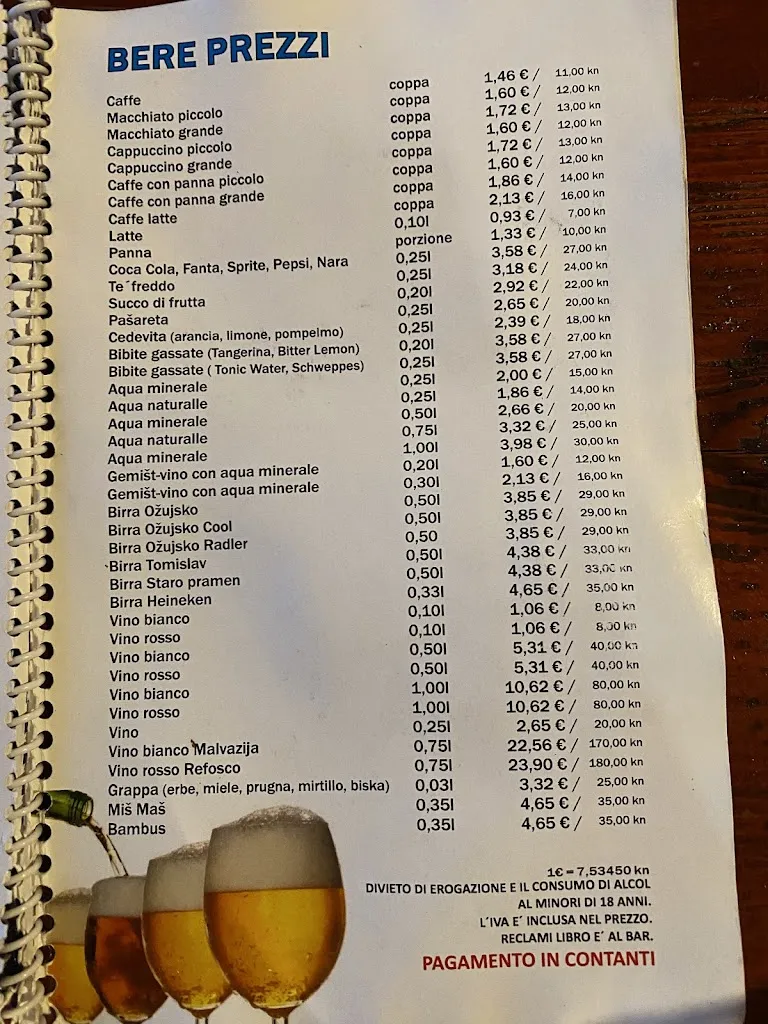 BERE PREZZI
Caffe coppa 1,46 € / 11,00 kn
Macchiato piccolo coppa 1,60 € / 12,00 kn
Macchiato grande coppa 1,72 € / 13,00 kn
Cappuccino piccolo coppa 1,60 € / 12,00 kn
Cappuccino grande coppa 1,72 € / 13,00 kn
Caffe con panna piccolo coppa 1,60 € / 12,00 kn
Caffe con panna grande coppa 1,86 € / 14,00 kn
Caffe latte coppa 2,13 € / 16,00 kn
Latte 0,10l 0,93 € / 7,00 kn
Panna porzione 1,33 € / 10,00 kn
Coca Cola, Fanta, Sprite, Pepsi, Nara 0,25l 3,58 € / 27,00 kn
Te´freddo 0,25l 3,18 € / 24,00 kn
Succo di frutta 0,20l 2,92 € / 22,00 kn
Pašareta 0,25l 2,65 € / 20,00 kn
Cedevita (arancia, limone, pompelmo) 0,25l 2,39 € / 18,00 kn
Bibite gassate (Tangerina, Bitter Lemon) 0,20l 3,58 € / 27,00 kn
Bibite gassate ( Tonic Water, Schweppes) 0,25l 3,58 € / 27,00 kn
Aqua minerale 0,25l 2,00 € / 15,00 kn
Aqua naturalle 0,25l 1,86 € / 14,00 kn
Aqua minerale 0,50l 2,66 € / 20,00 kn
Aqua naturalle 0,75l 3,32 € / 25,00 kn
Aqua minerale 1,00l 3,98 € / 30,00 kn
Gemišt-vino con aqua minerale 0,20l 1,60 € / 12,00 kn
Gemišt-vino con aqua minerale 0,30l 2,13 € / 16,00 kn
Birra Ožujsko 0,50l 3,85 € / 29,00 kn
Birra Ožujsko Cool 0,50l 3,85 € / 29,00 kn
Birra Ožujsko Radler 0,50 3,85 € / 29,00 kn
Birra Tomislav 0,50l 4,38 € / 33,00 kn
Birra Staro pramen 0,50l 4,38 € / 33,00 kn
Birra Heineken 0,33l 4,65 € / 35,00 kn
Vino bianco 0,10l 1,06 € / 8,00 kn
Vino rosso 0,10l 1,06 € / 8,00 kn
Vino bianco 0,50l 5,31 € / 40,00 kn
Vino rosso 0,50l 5,31 € / 40,00 kn
Vino bianco 1,00l 10,62 € / 80,00 kn
Vino rosso 1,00l 10,62 € / 80,00 kn
Vino 0,25l 2,65 € / 20,00 kn
Vino bianco Malvazija 0,75l 22,56 € / 170,00 kn
Vino rosso Refosco 0,75l 23,90 € / 180,00 kn
Grappa (erbe, miele, prugna, mirtillo, biska) 0,03l 3,32 € / 25,00 kn
Miš Maš 0,35l 4,65 € / 35,00 kn
Bambus 0,35l 4,65 € / 35,00 kn
1€ = 7,53450 kn
DIVIETO DI EROGAZIONE E IL CONSUMO DI ALCOL
AL MINORI DI 18 ANNI.
L´IVA E´ INCLUSA NEL PREZZO.
RECLAMI LIBRO E´ AL BAR.
PAGAMENTO IN CONTANTI